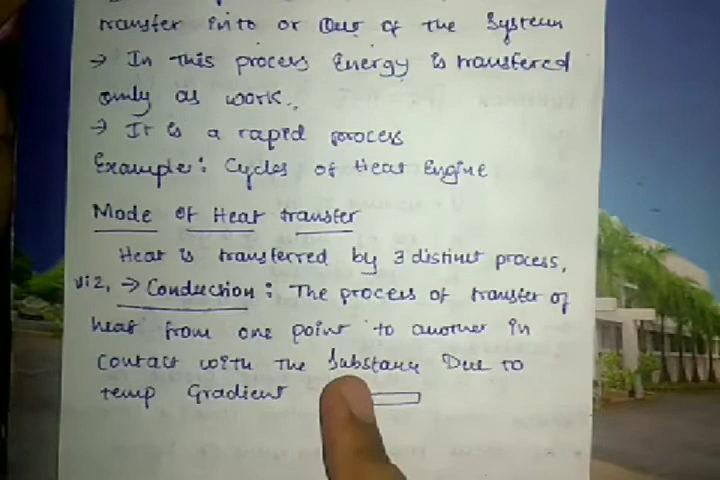 transfer into or Out of the System
→ In this process Energy is transferred
only as work.
→ It is a rapid process
Example: Cycles of Heat Engine
Mode of Heat transfer
Heat is transferred by 3 distinct process,
viz, → Conduction: The process of transfer of
heat from one point to another in
Contact with the Substance Due to
temp Gradient